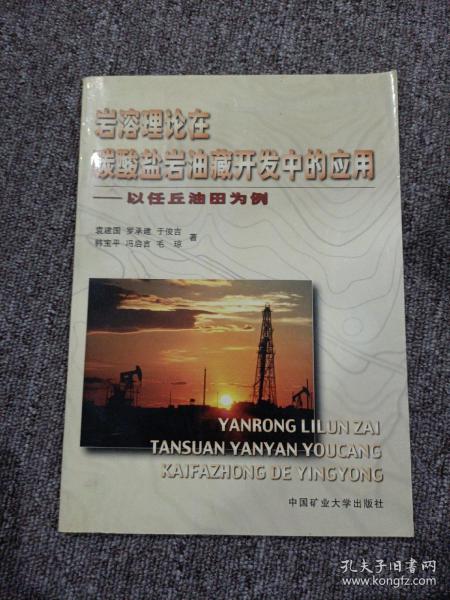 岩溶理论在
碳酸盐岩油藏开发中的应用
——以任丘油田为例
袁建国 罗承建 于俊吉
韩宝平 冯启言 毛 琼 著
YANRONG LILUN ZAI
TANSUAN YANYAN YOUCANG
KAIFAZHONG DE YINGYONG
中国矿业大学出版社
孔夫子旧书网
www.kongfz.com